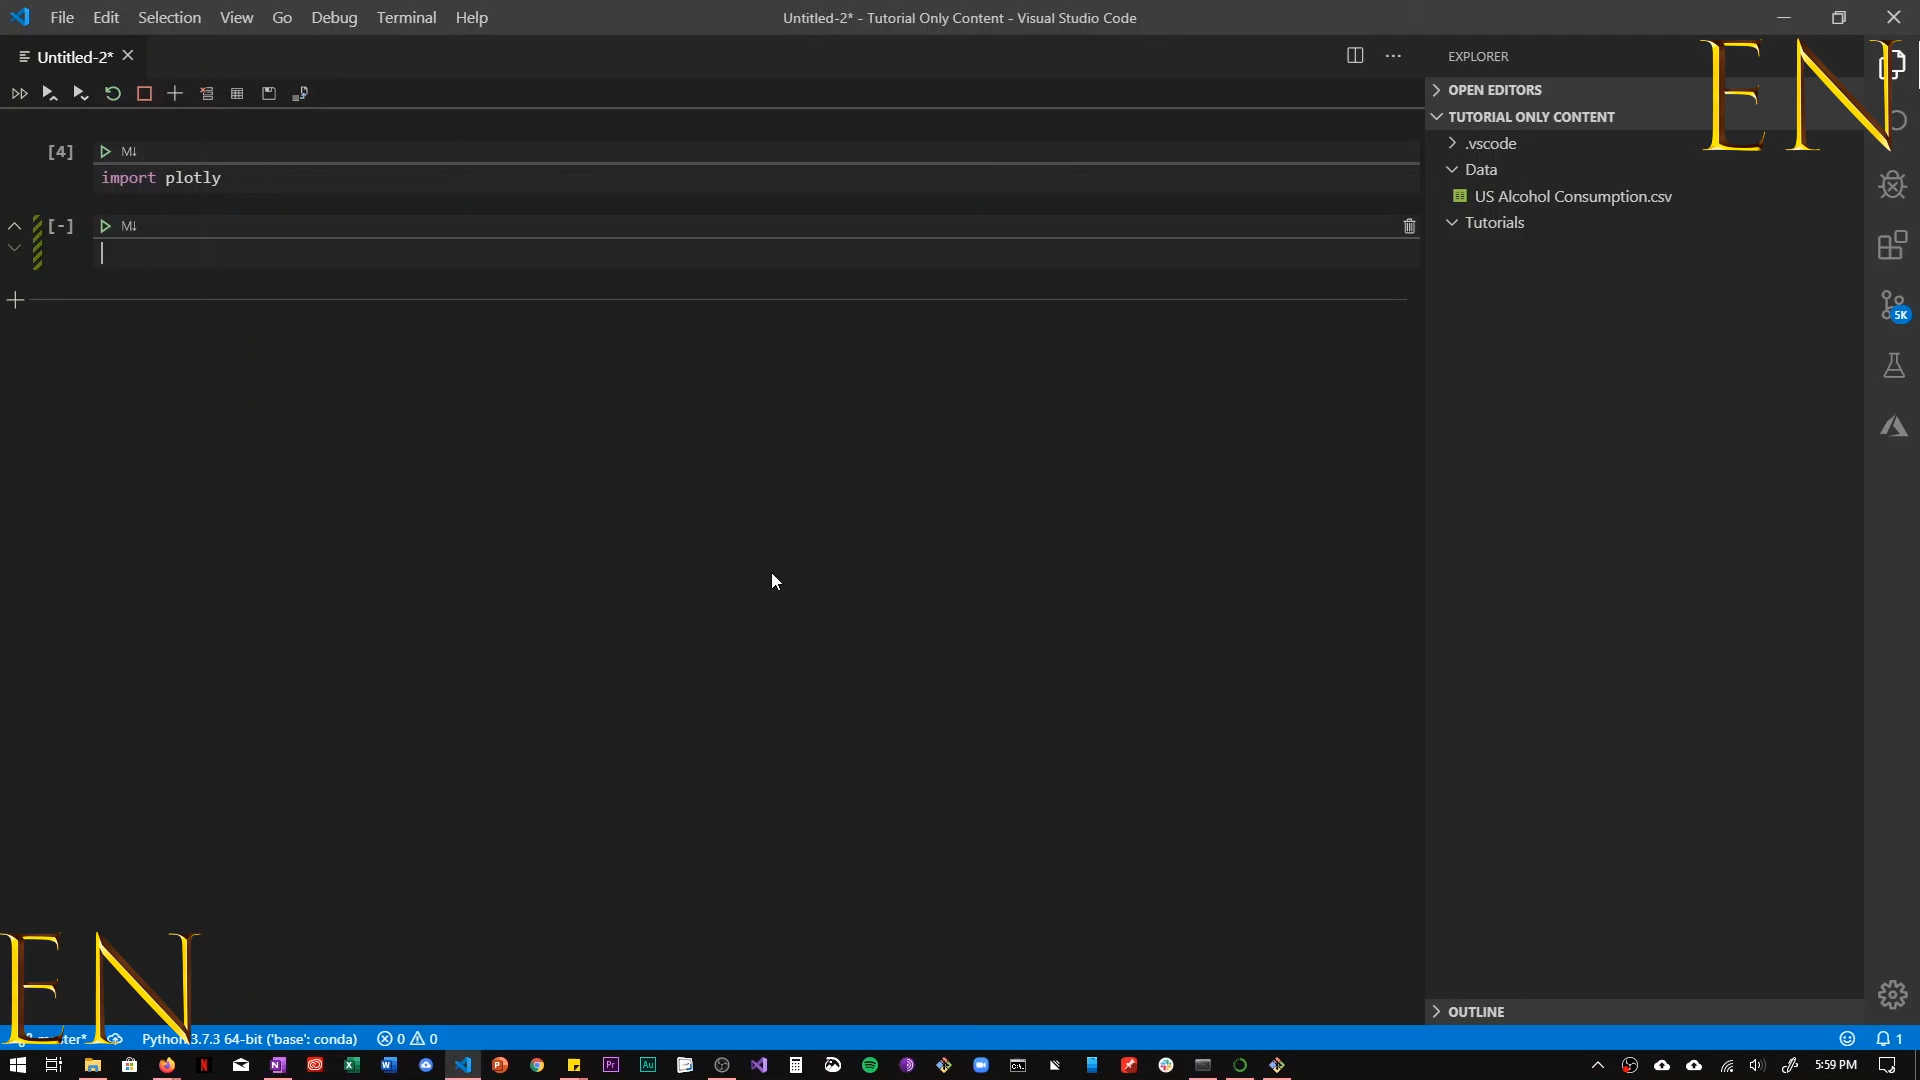 File Edit Selection View Go Debug Terminal Help
Untitled-2* - Tutorial Only Content - Visual Studio Code
Untitled-2*
EXPLORER
OPEN EDITORS
TUTORIAL ONLY CONTENT
.vscode
Data
US Alcohol Consumption.csv
Tutorials
EN
5K
[4]
M↓
import plotly
[-]
M↓
OUTLINE
EN
Python 3.7.3 64-bit ('base': conda)
0
0
1
5:59 PM